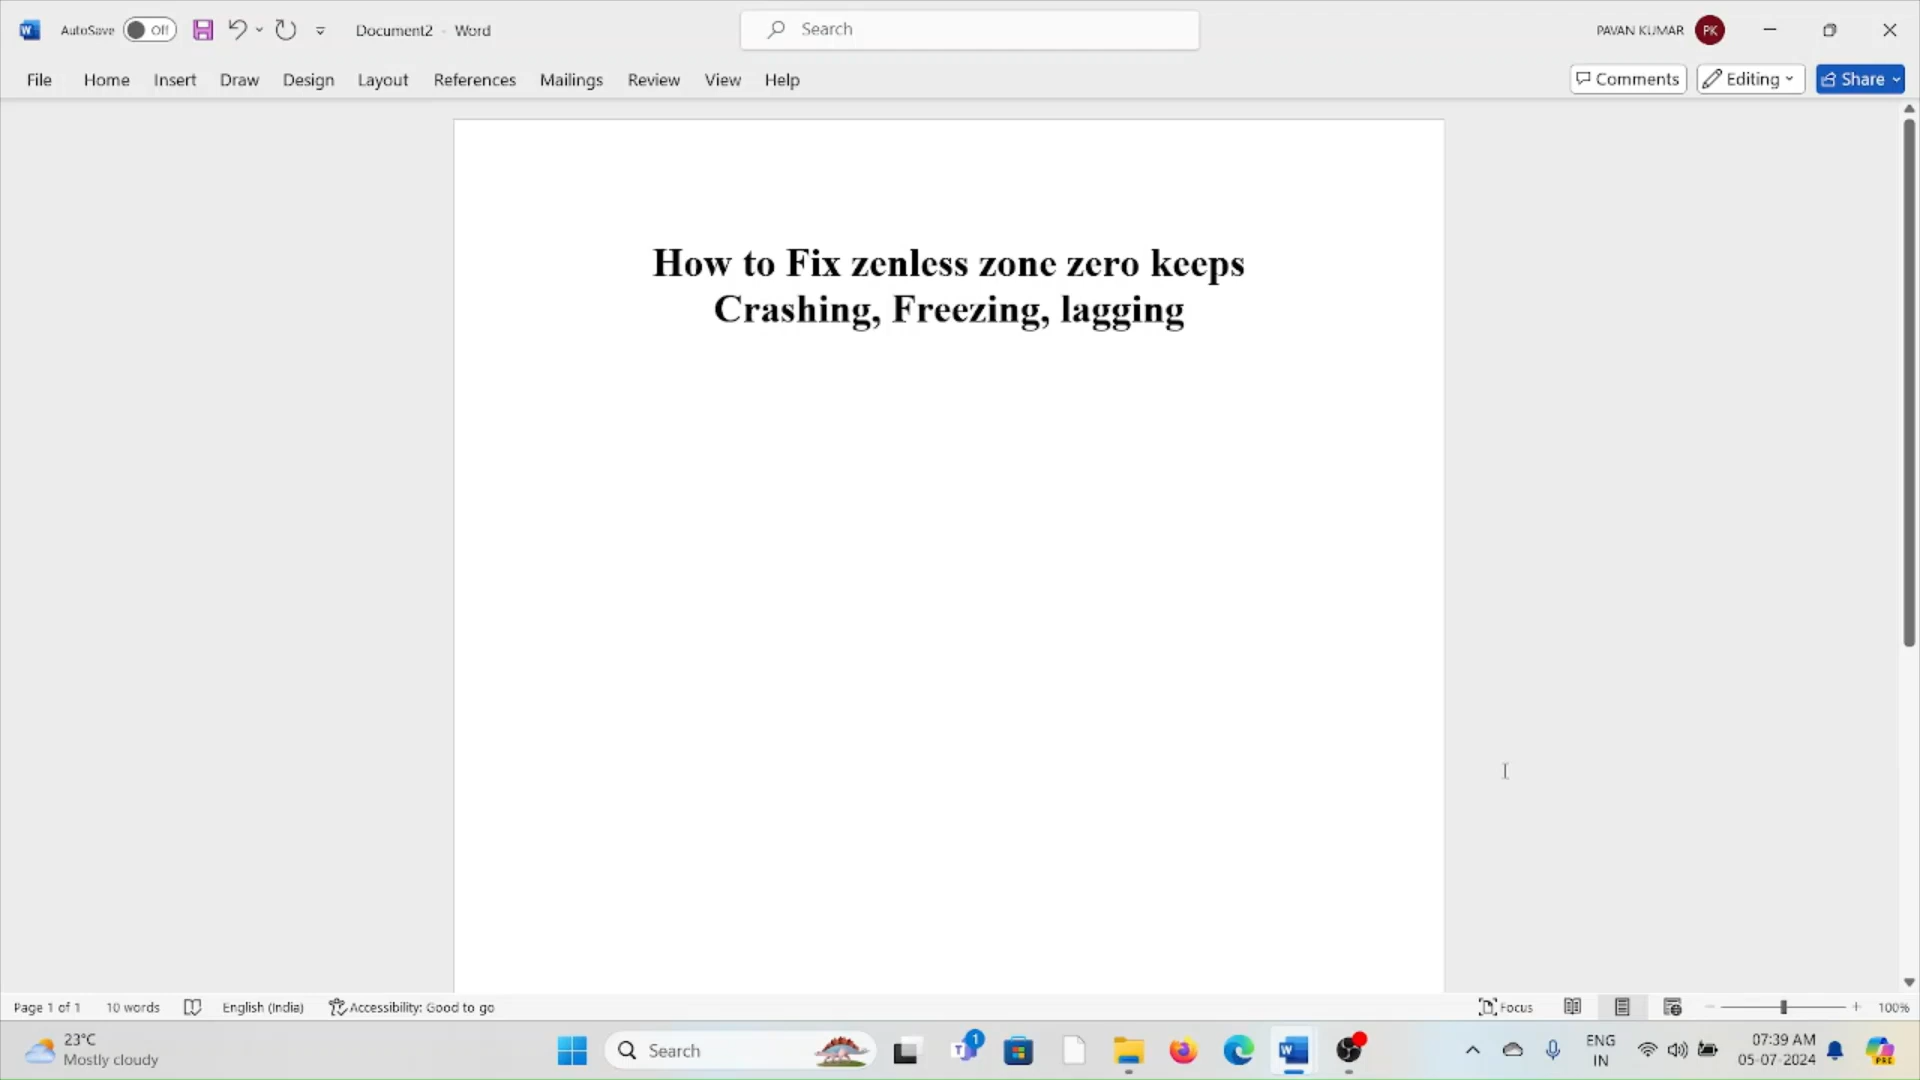 AutoSave Off Document2 - Word Search PAVAN KUMAR PK
File Home Insert Draw Design Layout References Mailings Review View Help Comments Editing Share
How to Fix zenless zone zero keeps
Crashing, Freezing, lagging
Page 1 of 1 10 words English (India) Accessibility: Good to go Focus 100%
23°C
Mostly cloudy
Search
1
ENG
IN
07:39 AM
05-07-2024
PRE